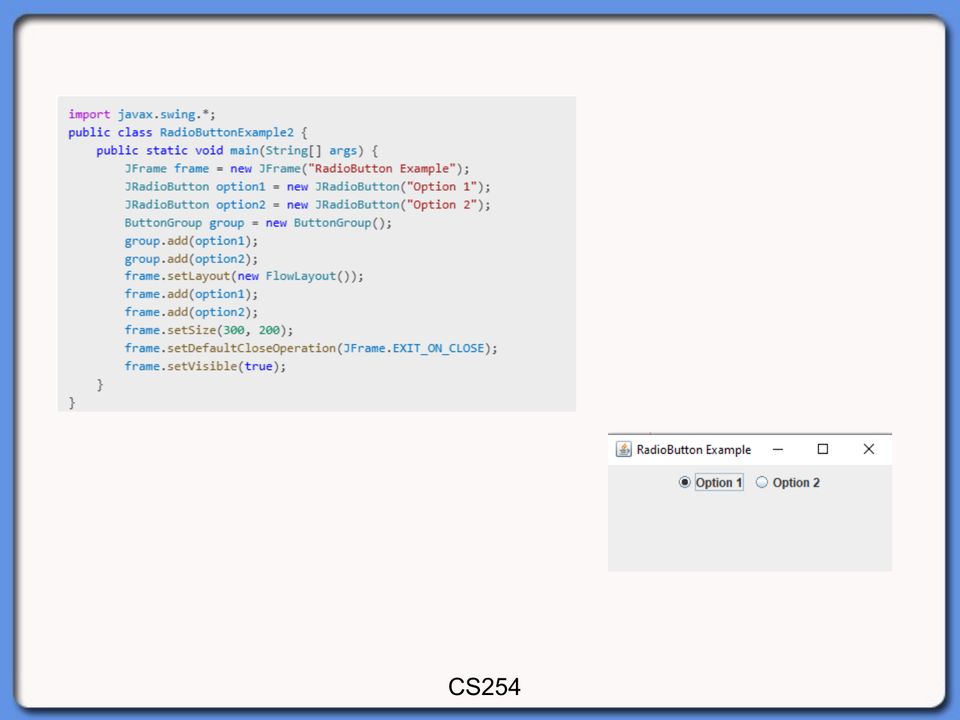 import javax.swing.*;
public class RadioButtonExample2 {
    public static void main(String[] args) {
        JFrame frame = new JFrame("RadioButton Example");
        JRadioButton option1 = new JRadioButton("Option 1");
        JRadioButton option2 = new JRadioButton("Option 2");
        ButtonGroup group = new ButtonGroup();
        group.add(option1);
        group.add(option2);
        frame.setLayout(new FlowLayout());
        frame.add(option1);
        frame.add(option2);
        frame.setSize(300, 200);
        frame.setDefaultCloseOperation(JFrame.EXIT_ON_CLOSE);
        frame.setVisible(true);
    }
}
RadioButton Example
Option 1 Option 2
CS254